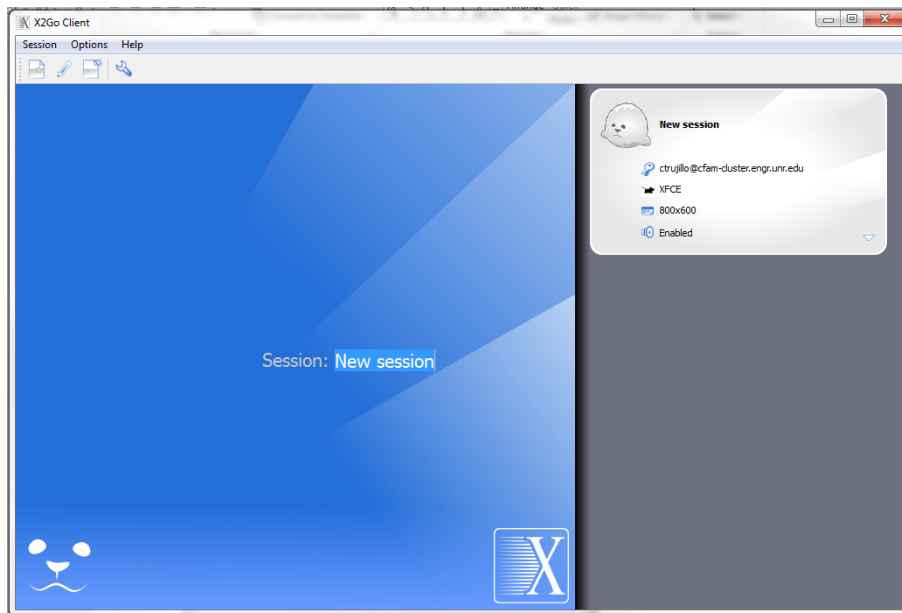 X2Go Client
Session Options Help
New session
ctrujillo@cfam-cluster.engr.unr.edu
XFCE
800x600
Enabled
Session: New session
X